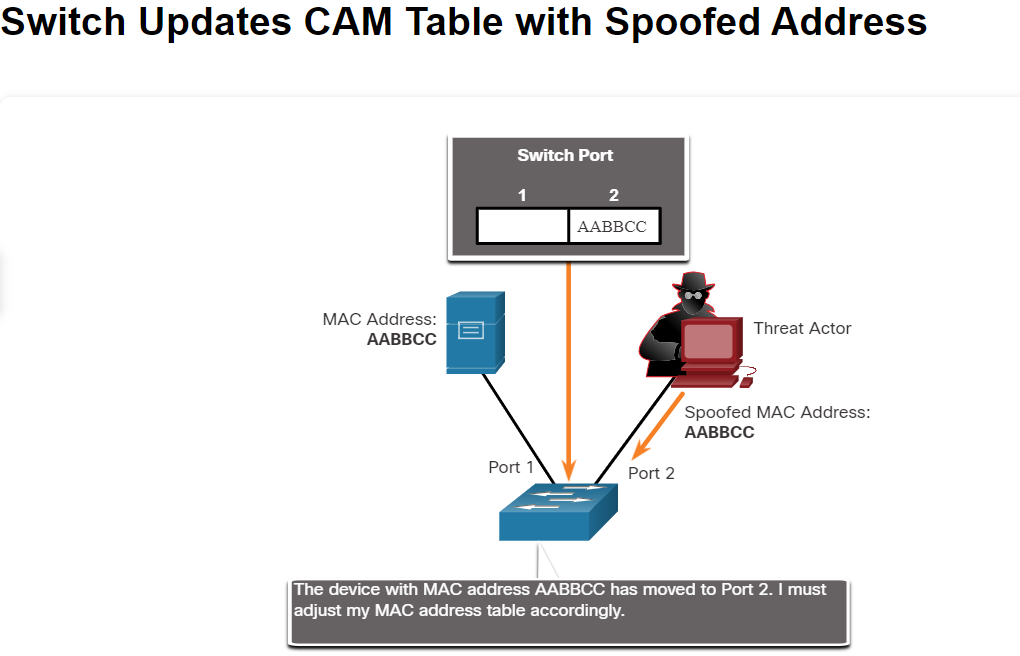 Switch Updates CAM Table with Spoofed Address
Switch Port
1 2
AABBCC
MAC Address:
AABBCC
Threat Actor
Spoofed MAC Address:
AABBCC
Port 1
Port 2
The device with MAC address AABBCC has moved to Port 2. I must
adjust my MAC address table accordingly.